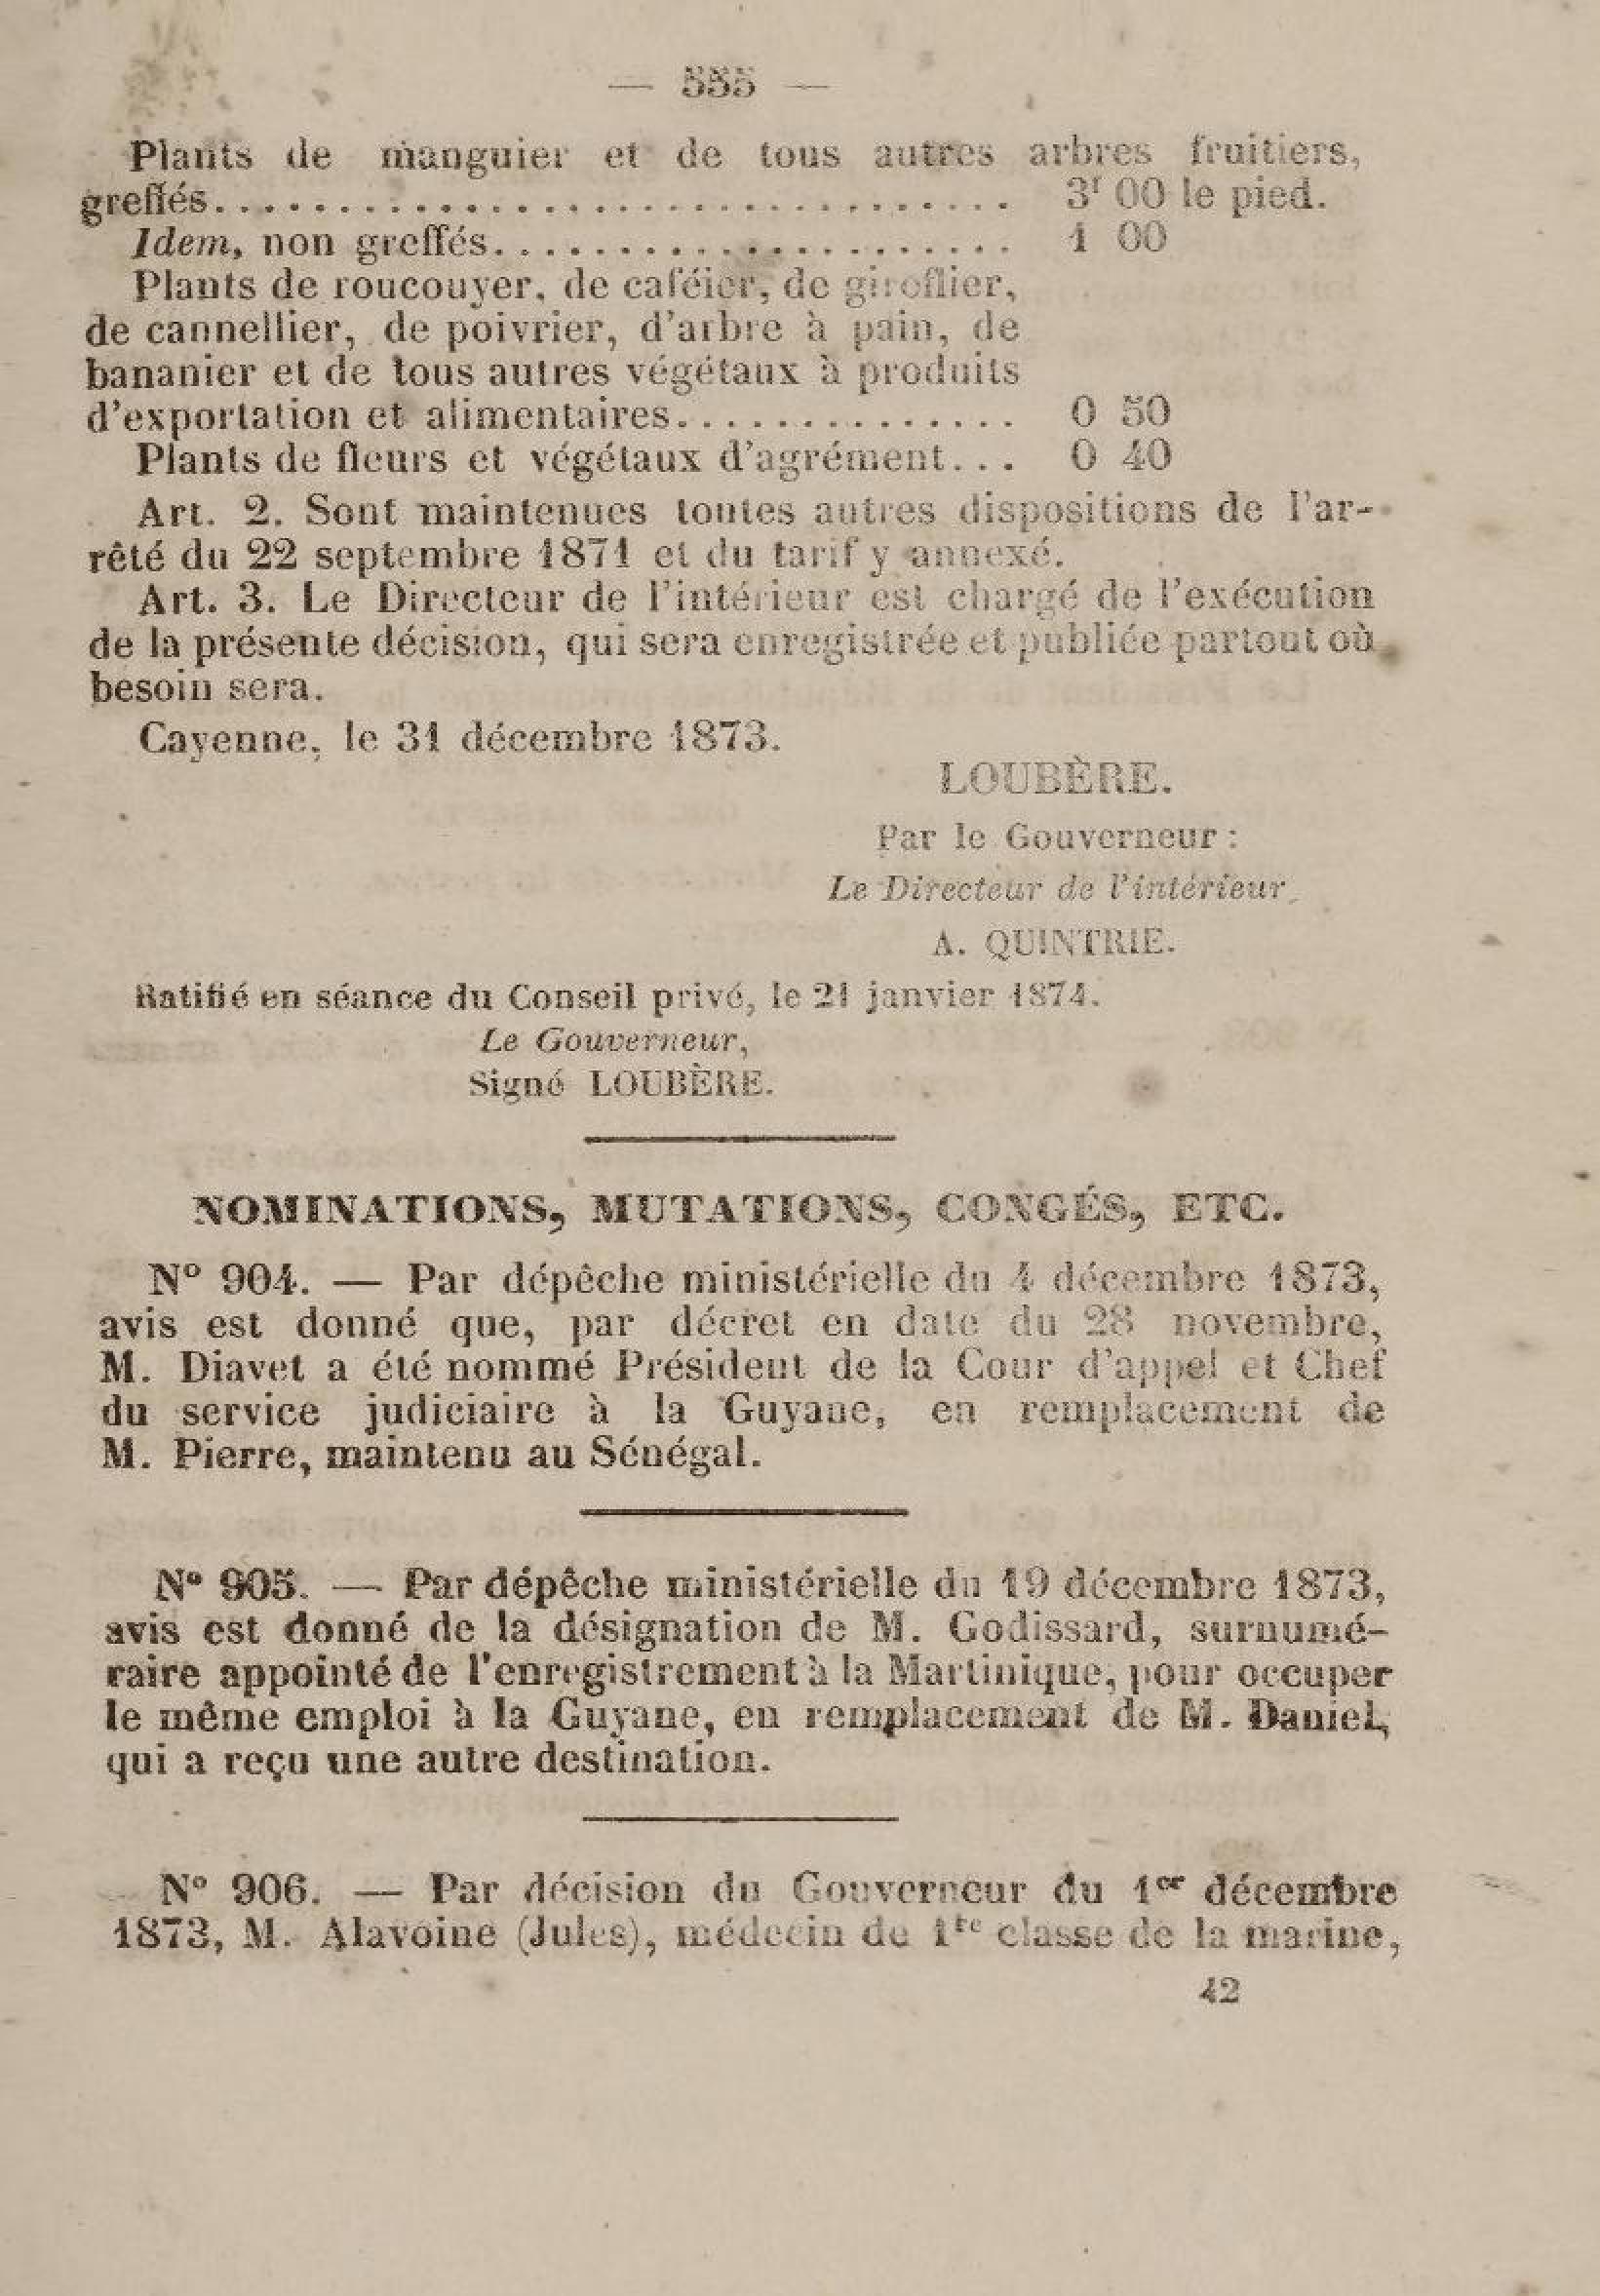 — 555 —
Plants de manguier et de tous autres arbres fruitiers,
greffés................................ 3f 00 le pied.
Idem, non greffés..................... 1 00
Plants de roucouyer, de caféier, de giroflier,
de cannellier, de poivrier, d'arbre à pain, de
bananier et de tous autres végétaux à produits
d'exportation et alimentaires.............. 0 50
Plants de fleurs et végétaux d'agrément... 0 40
Art. 2. Sont maintenues toutes autres dispositions de l'ar-
rêté du 22 septembre 1871 et du tarif y annexé.
Art. 3. Le Directeur de l'intérieur est chargé de l'exécution
de la présente décision, qui sera enregistrée et publiée partout où
besoin sera.
Cayenne, le 31 décembre 1873.
LOUBÈRE.
Par le Gouverneur :
Le Directeur de l'intérieur,
A. QUINTRIE.
Ratifié en séance du Conseil privé, le 21 janvier 1874.
Le Gouverneur,
Signé LOUBÈRE.
NOMINATIONS, MUTATIONS, CONGÉS, ETC.
N° 904. — Par dépêche ministérielle du 4 décembre 1873,
avis est donné que, par décret en date du 28 novembre,
M. Diavet a été nommé Président de la Cour d'appel et Chef
du service judiciaire à la Guyane, en remplacement de
M. Pierre, maintenu au Sénégal.
N° 905. — Par dépêche ministérielle du 19 décembre 1873,
avis est donné de la désignation de M. Godissard, surnumé-
raire appointé de l'enregistrement à la Martinique, pour occuper
le même emploi à la Guyane, en remplacement de M. Daniel,
qui a reçu une autre destination.
N° 906. — Par décision du Gouverneur du 1er décembre
1873, M. Alavoine (Jules), médecin de 1te classe de la marine,
42